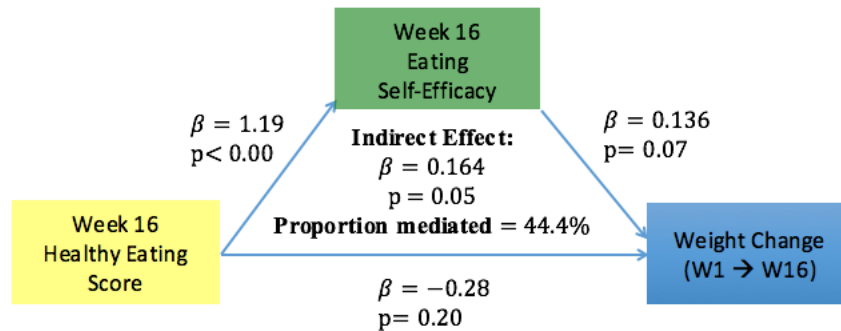 Week 16
Eating
Self-Efficacy
β = 1.19
p< 0.00
Indirect Effect:
β = 0.164
p = 0.05
Proportion mediated = 44.4%
β = 0.136
p= 0.07
Week 16
Healthy Eating
Score
Weight Change
(W1 → W16)
β = −0.28
p= 0.20